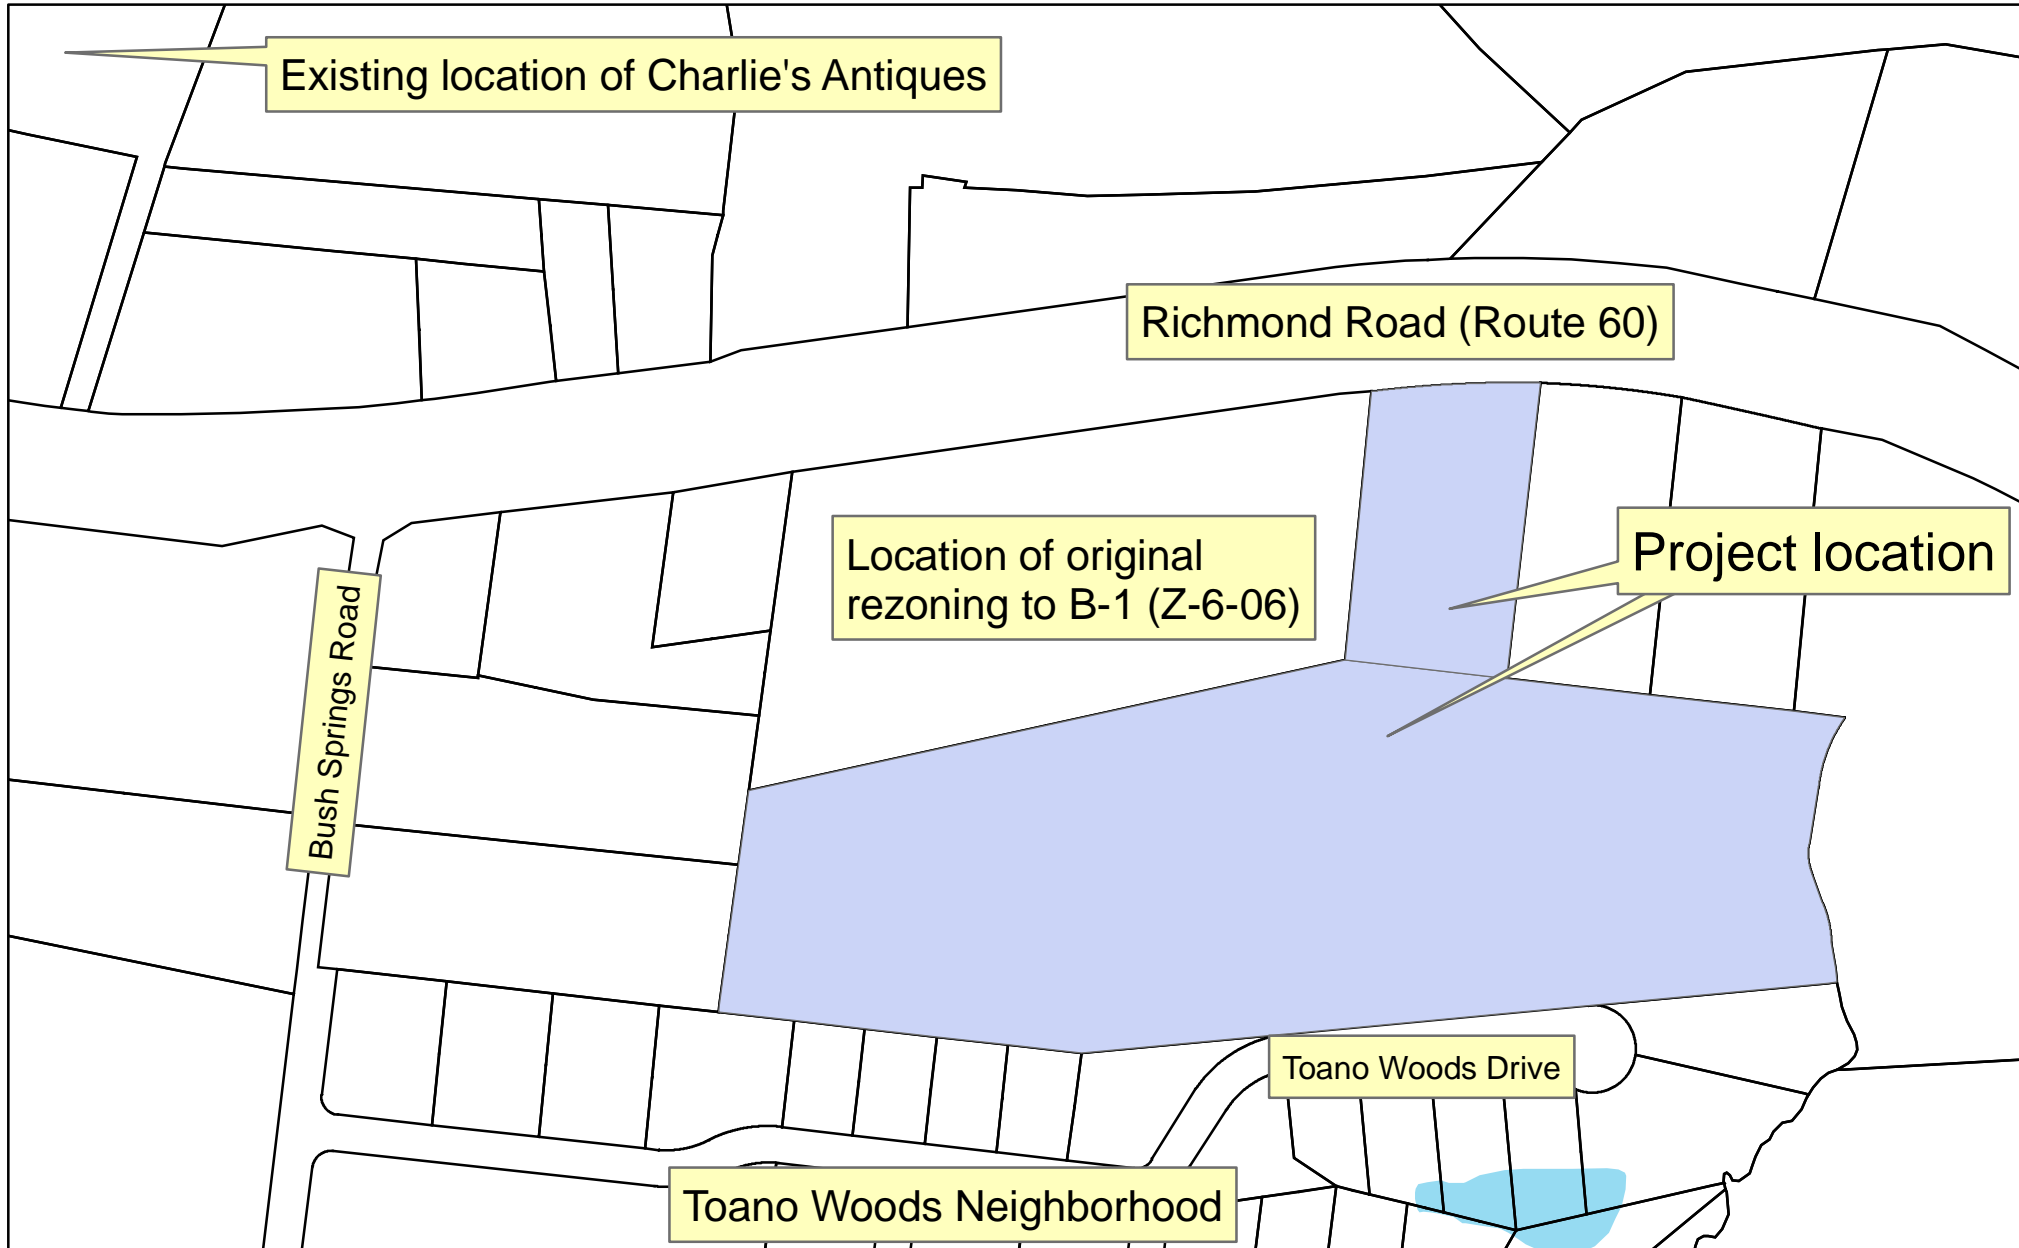 Existing location of Charlie's Antiques
Richmond Road (Route 60)
Location of original
rezoning to B-1 (Z-6-06)
Project location
Bush Springs Road
Toano Woods Drive
Toano Woods Neighborhood